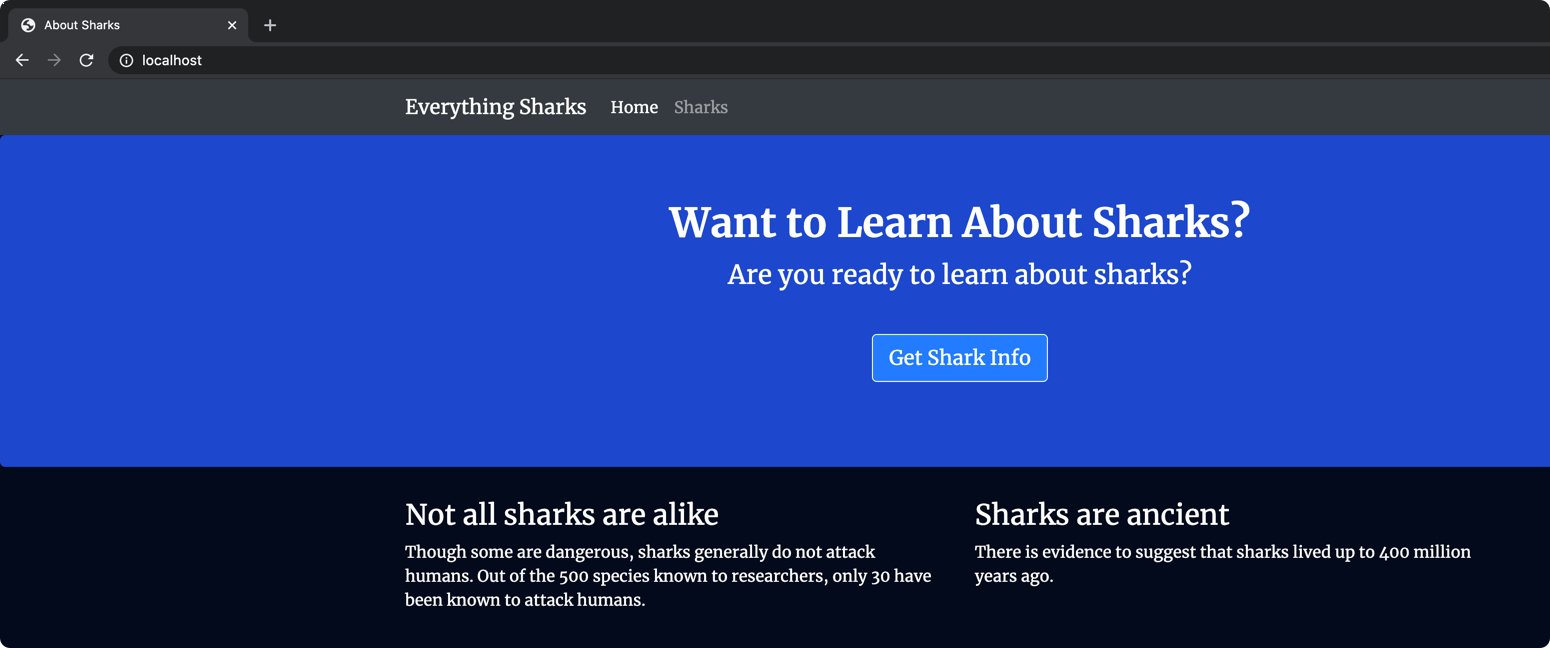 About Sharks
localhost
Everything Sharks Home Sharks
Want to Learn About Sharks?
Are you ready to learn about sharks?
Get Shark Info
Not all sharks are alike
Though some are dangerous, sharks generally do not attack
humans. Out of the 500 species known to researchers, only 30 have
been known to attack humans.
Sharks are ancient
There is evidence to suggest that sharks lived up to 400 million
years ago.